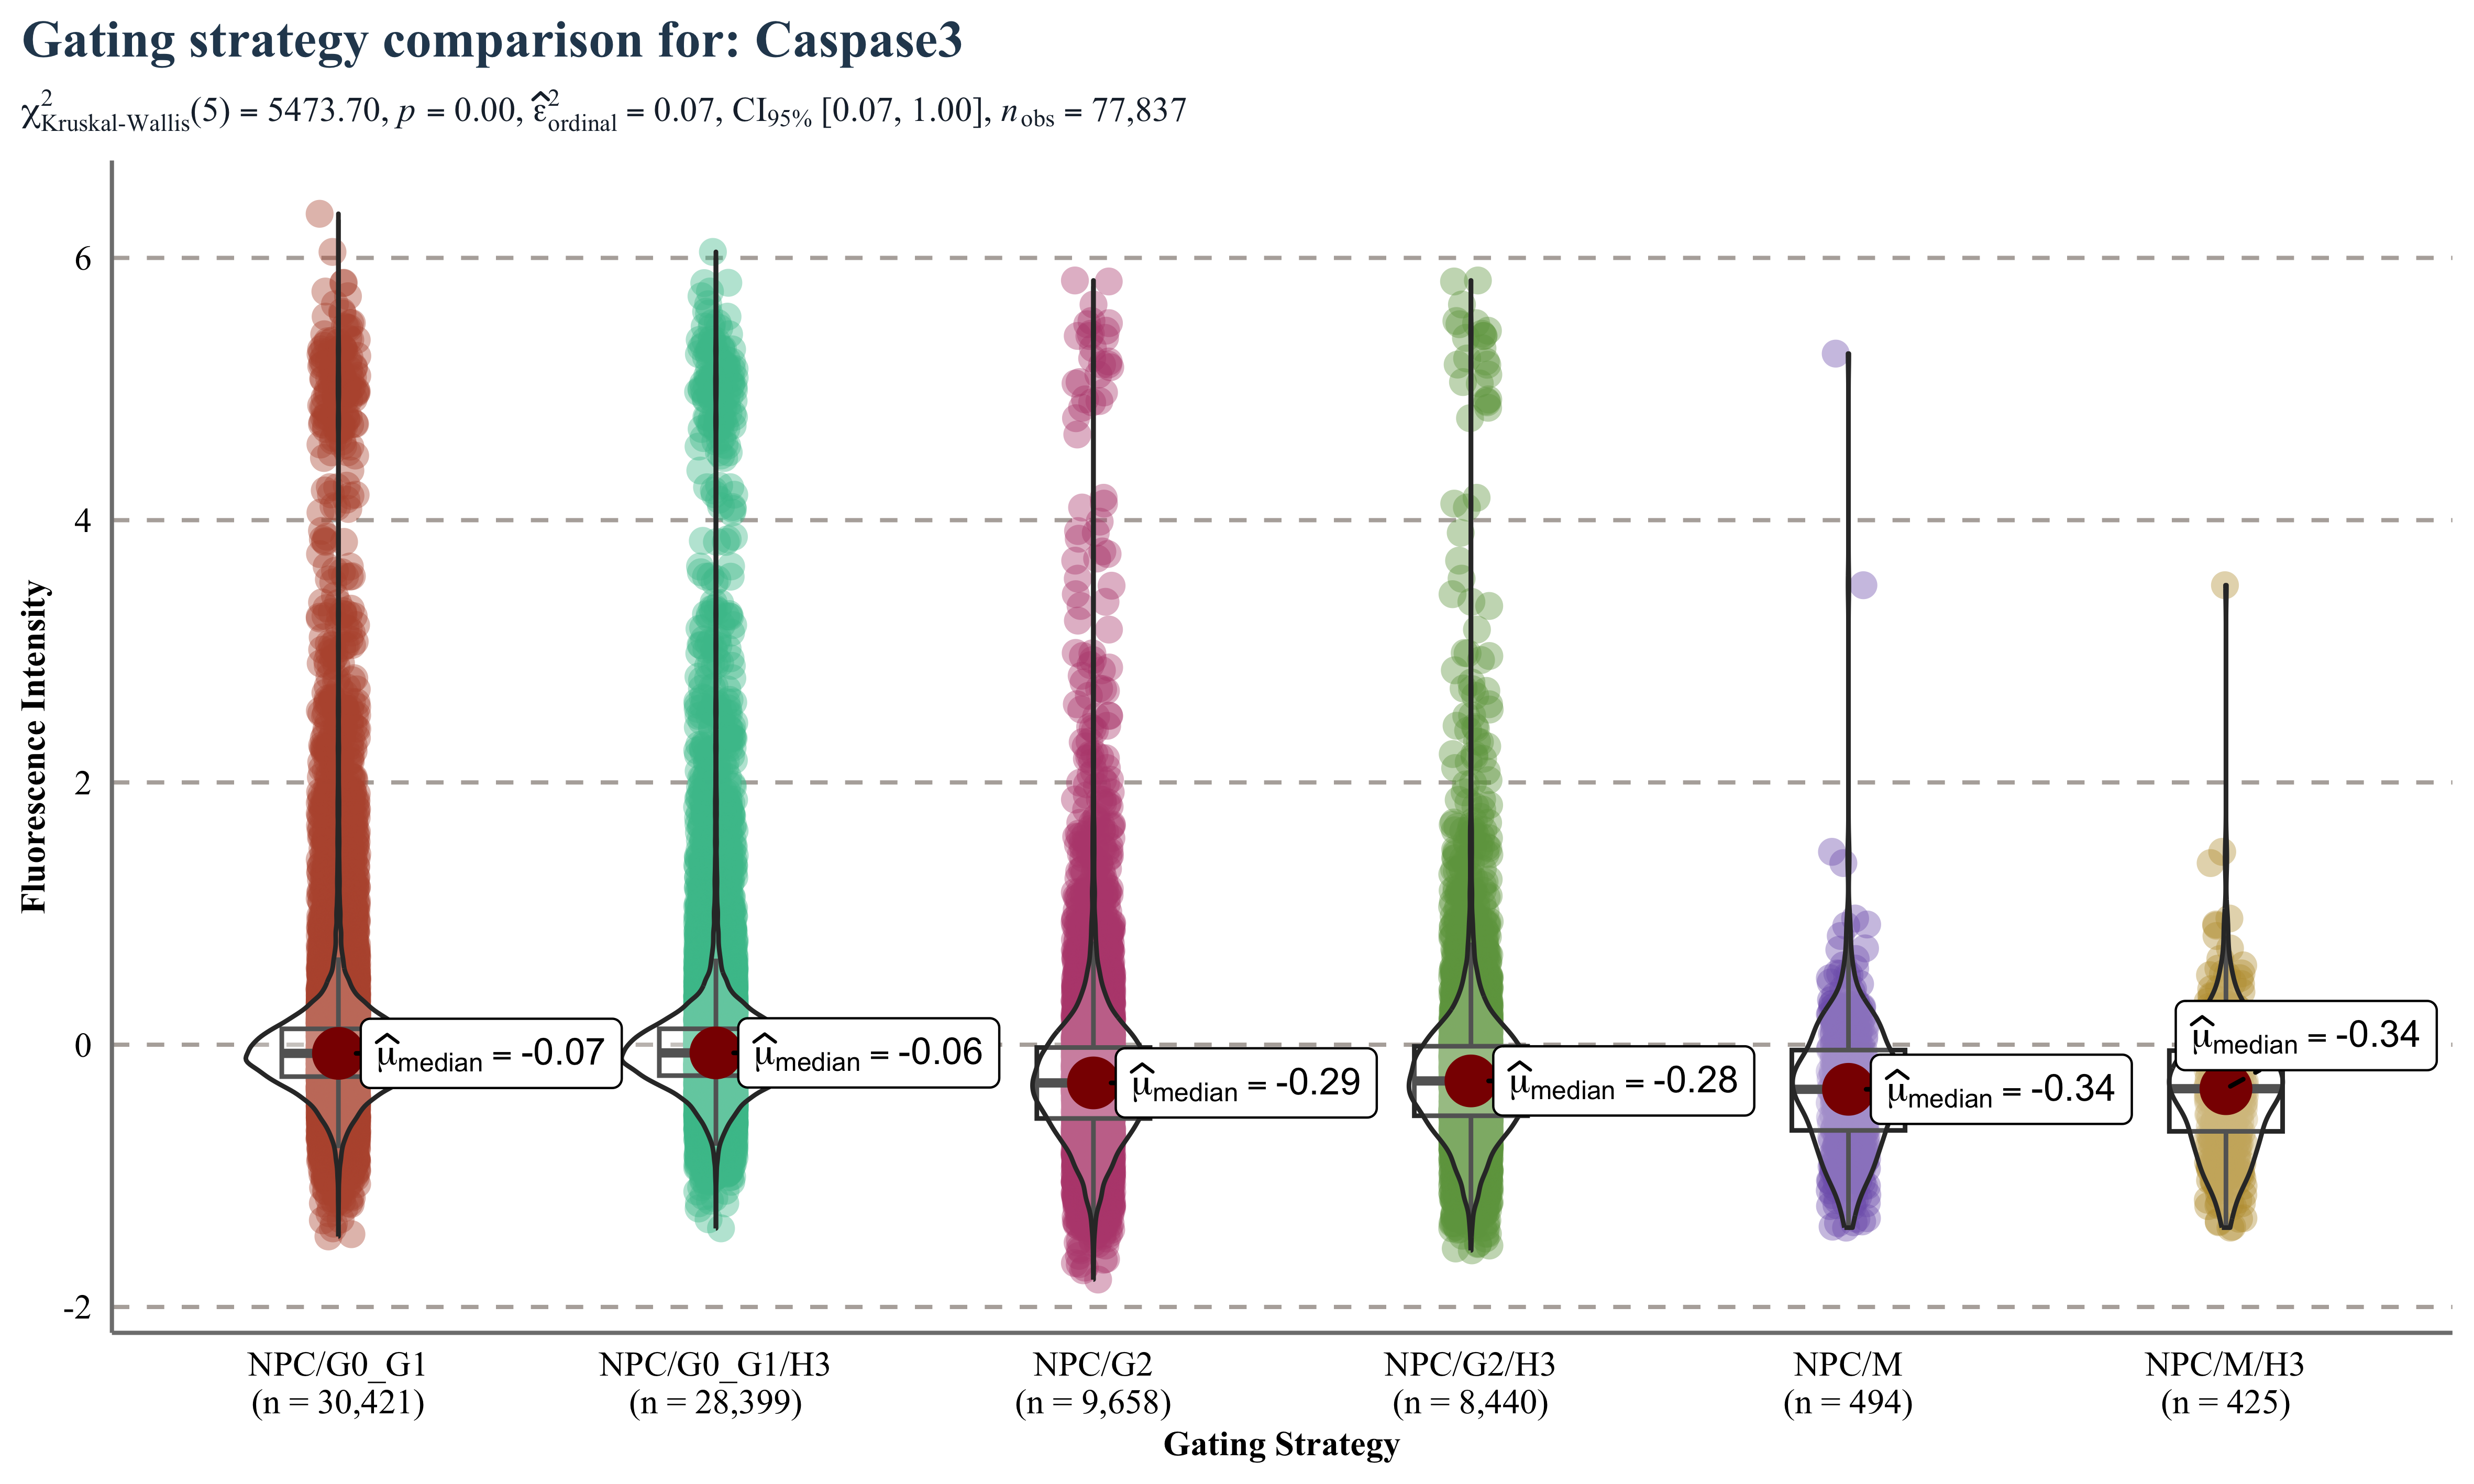 Gating strategy comparison for: Caspase3
χ²Kruskal-Wallis(5) = 5473.70, p = 0.00, ε̂²ordinal = 0.07, CI95% [0.07, 1.00], nobs = 77,837
Fluorescence Intensity
6
4
2
0
-2
μ̂median = -0.07
μ̂median = -0.06
μ̂median = -0.29
μ̂median = -0.28
μ̂median = -0.34
μ̂median = -0.34
NPC/G0_G1
(n = 30,421)
NPC/G0_G1/H3
(n = 28,399)
NPC/G2
(n = 9,658)
NPC/G2/H3
(n = 8,440)
NPC/M
(n = 494)
NPC/M/H3
(n = 425)
Gating Strategy